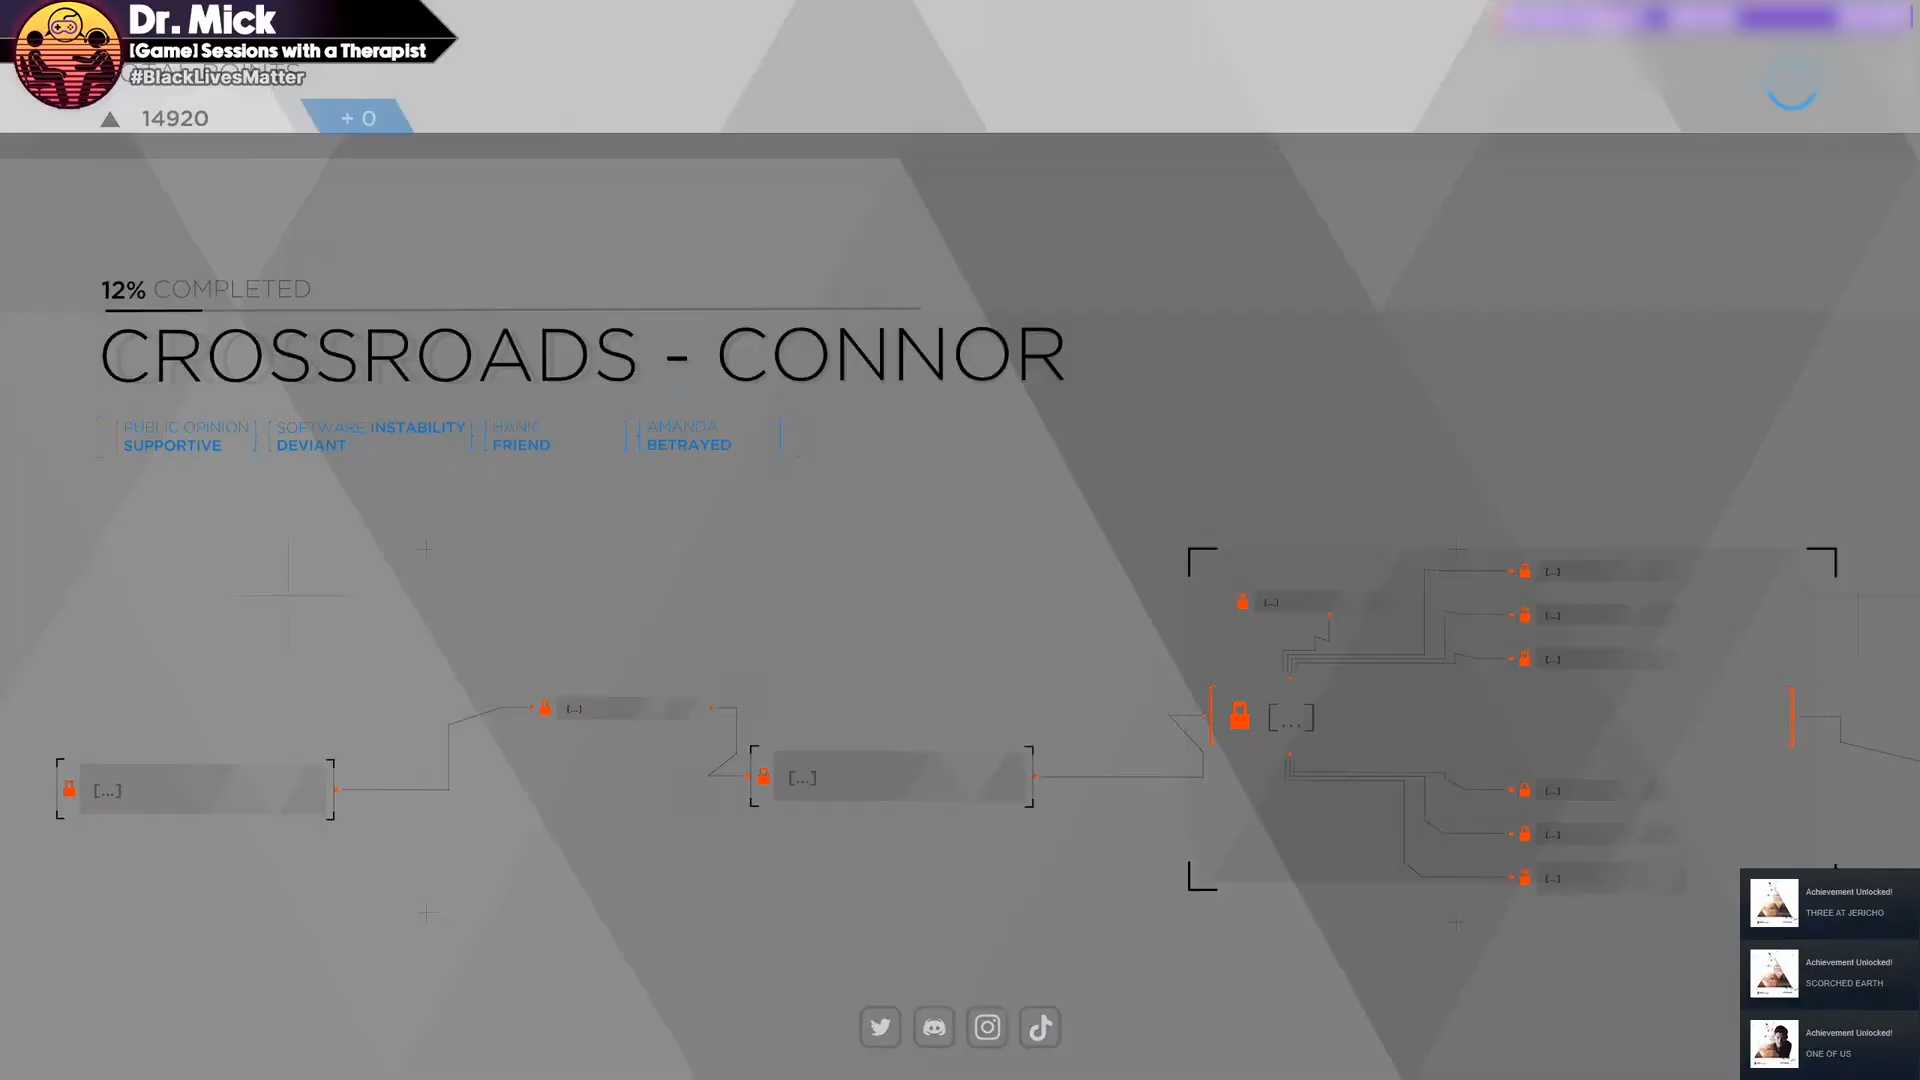 Dr. Mick
[Game] Sessions with a Therapist
#BlackLivesMatter
14920
+ 0
12% COMPLETED
CROSSROADS - CONNOR
PUBLIC OPINION
SUPPORTIVE
SOFTWARE INSTABILITY
DEVIANT
HANK
FRIEND
AMANDA
BETRAYED
[...]
[...]
[...]
[...]
[...]
[...]
[...]
[...]
[...]
[...]
[...]
Achievement Unlocked!
THREE AT JERICHO
Achievement Unlocked!
SCORCHED EARTH
Achievement Unlocked!
ONE OF US